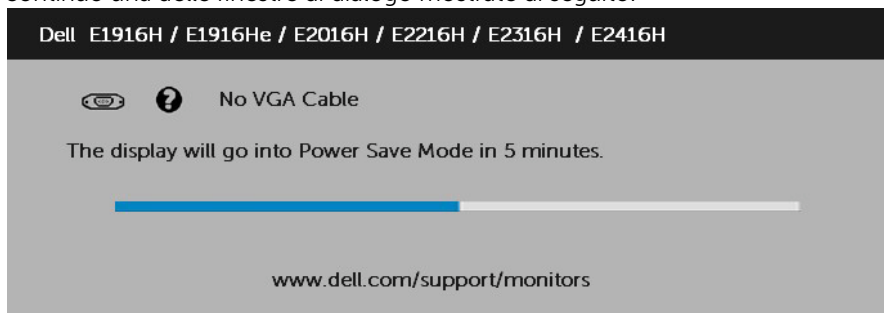 Dell E1916H / E1916He / E2016H / E2216H / E2316H / E2416H
No VGA Cable
The display will go into Power Save Mode in 5 minutes.
www.dell.com/support/monitors